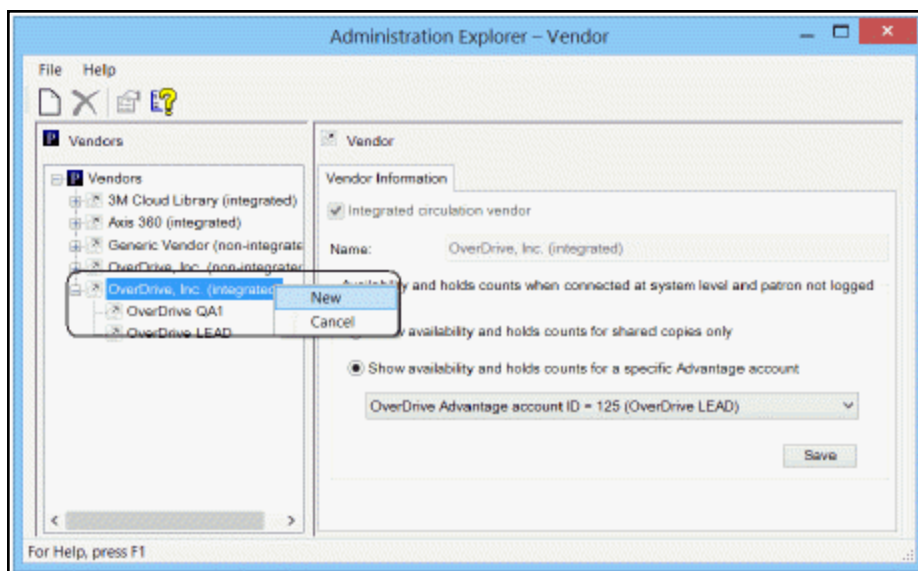 Administration Explorer – Vendor
File Help
Vendors
Vendors
3M Cloud Library (integrated)
Axis 360 (integrated)
Generic Vendor (non-integrate
OverDrive, Inc. (non-integrated
OverDrive, Inc. (integrated
OverDrive QA1
OverDrive LEAD
New
Cancel
Vendor
Vendor Information
Integrated circulation vendor
Name: OverDrive, Inc. (integrated)
Availability and holds counts when connected at system level and patron not logged
availability and holds counts for shared copies only
Show availability and holds counts for a specific Advantage account
OverDrive Advantage account ID = 125 (OverDrive LEAD)
Save
For Help, press F1